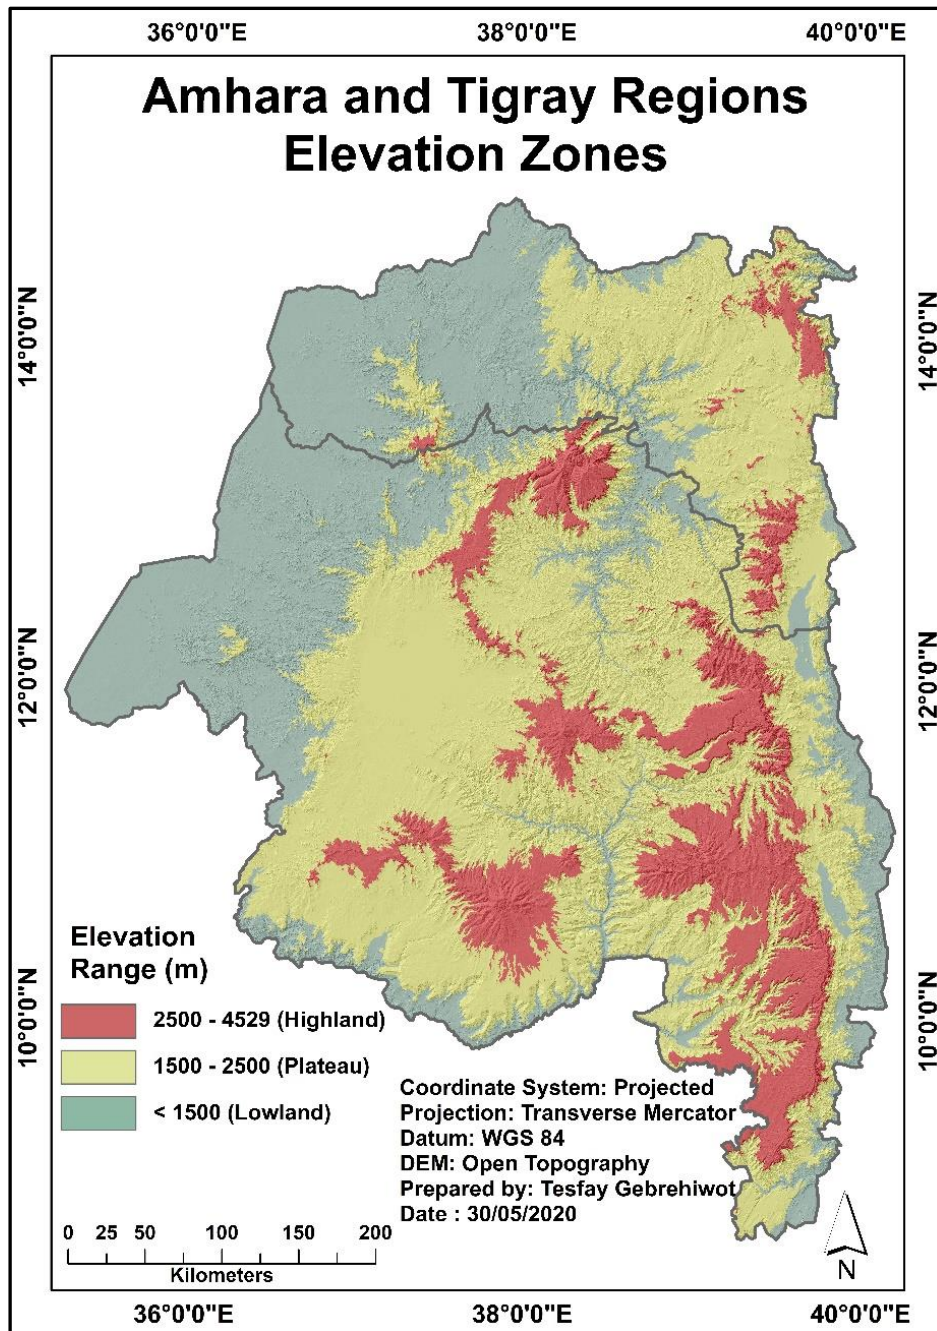 36°0'0"E 38°0'0"E 40°0'0"E
Amhara and Tigray Regions
Elevation Zones
14°0'0"N 14°0'0"N
12°0'0"N 12°0'0"N
10°0'0"N 10°0'0"N
Elevation
Range (m)
2500 - 4529 (Highland)
1500 - 2500 (Plateau)
< 1500 (Lowland)
Coordinate System: Projected
Projection: Transverse Mercator
Datum: WGS 84
DEM: Open Topography
Prepared by: Tesfay Gebrehiwot
Date : 30/05/2020
0 25 50 100 150 200
Kilometers
N
36°0'0"E 38°0'0"E 40°0'0"E